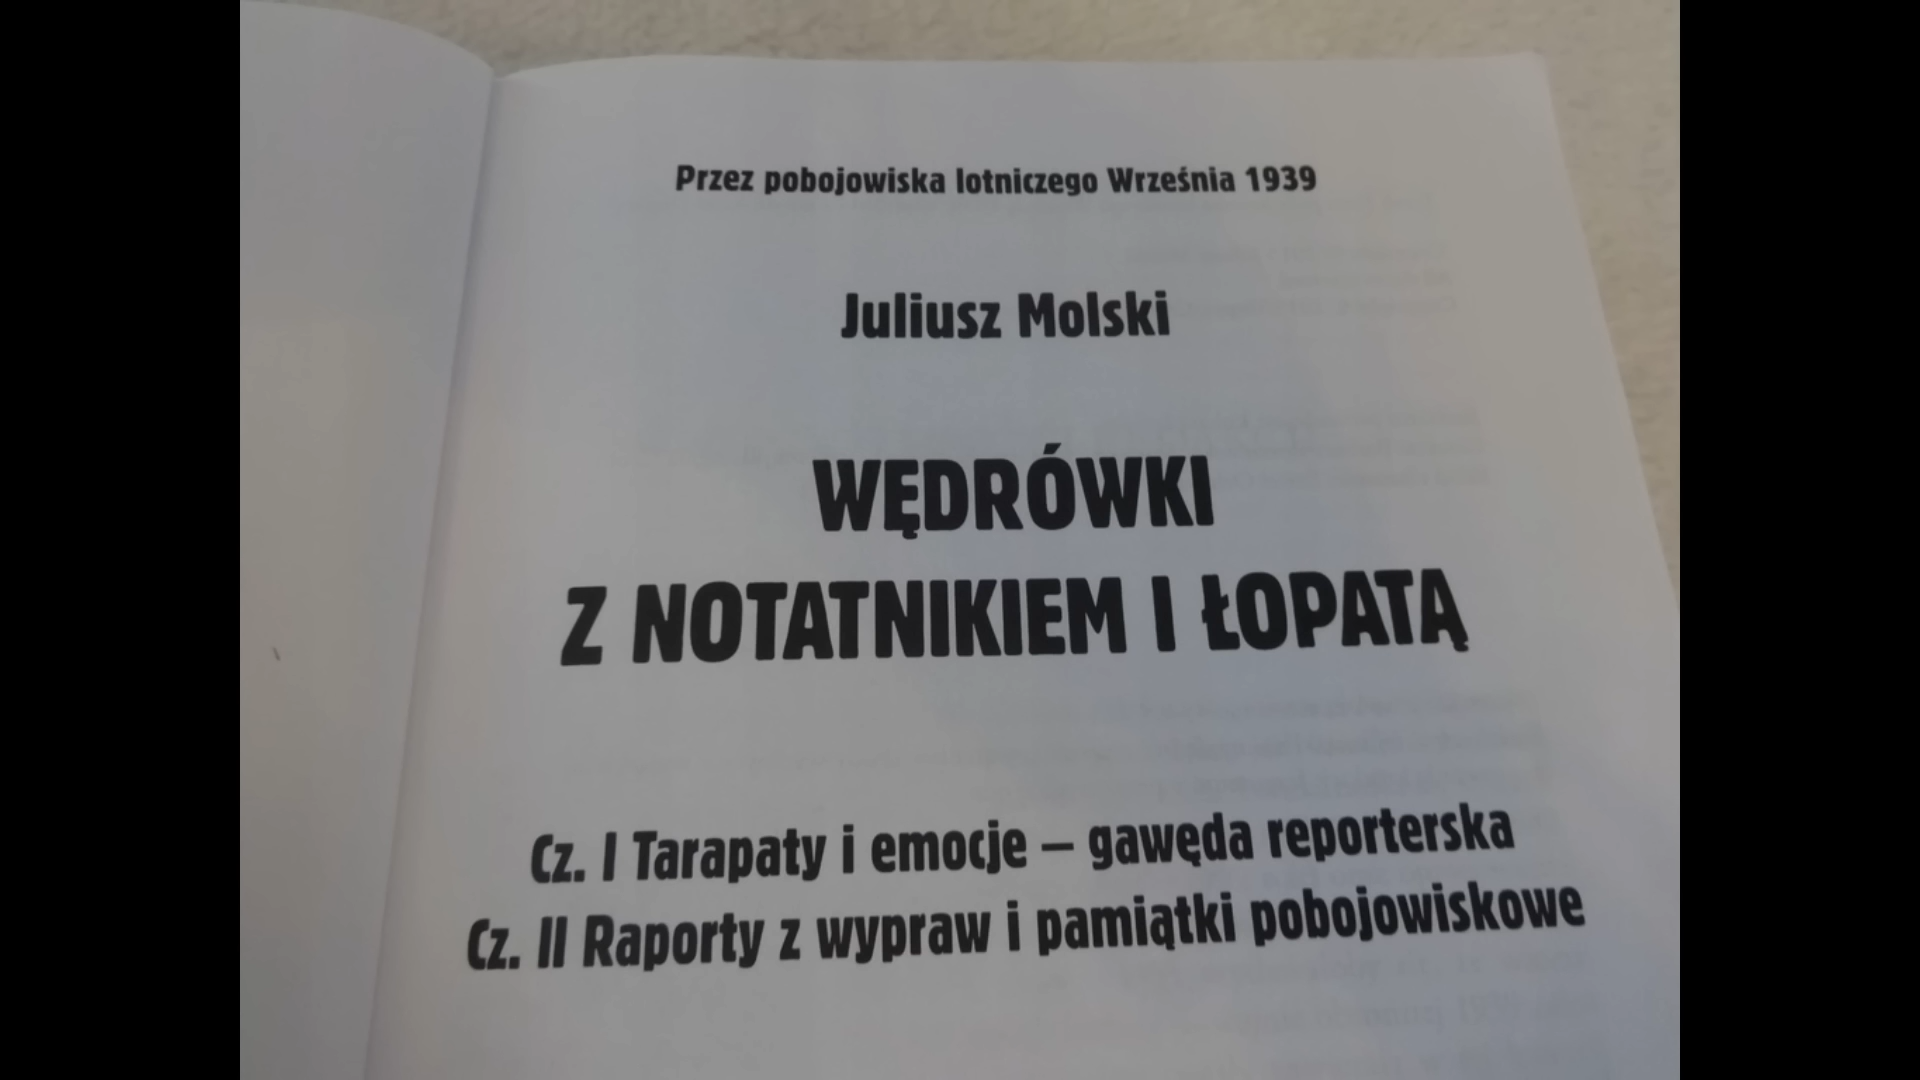 Przez pobojowiska lotniczego Września 1939
Juliusz Molski
WĘDRÓWKI
Z NOTATNIKIEM I ŁOPATĄ
Cz. I Tarapaty i emocje – gawęda reporterska
Cz. II Raporty z wypraw i pamiątki pobojowiskowe